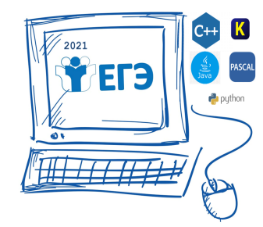 2021
ЕГЭ
C++
K
Java
PASCAL
python